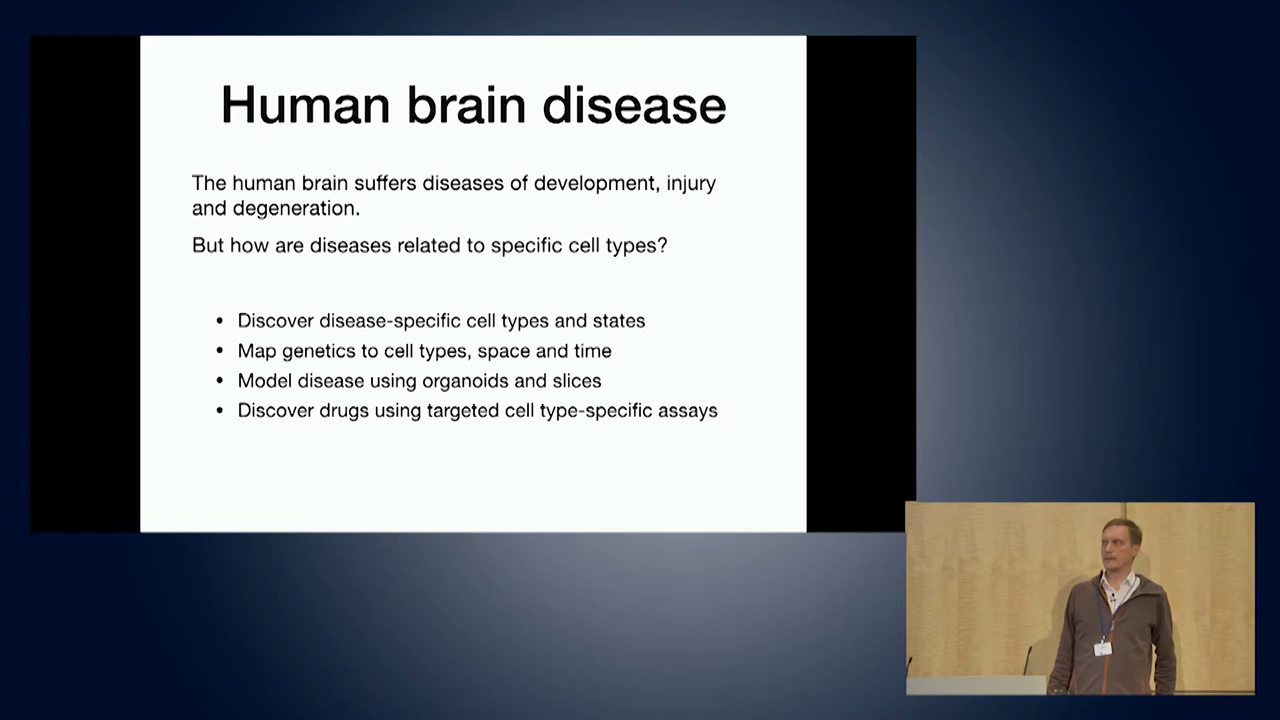 Human brain disease
The human brain suffers diseases of development, injury
and degeneration.
But how are diseases related to specific cell types?
• Discover disease-specific cell types and states
• Map genetics to cell types, space and time
• Model disease using organoids and slices
• Discover drugs using targeted cell type-specific assays